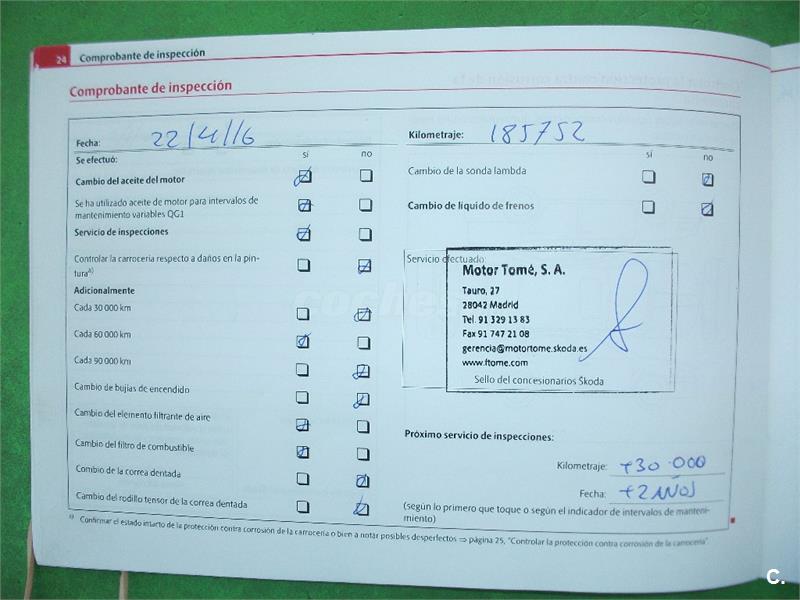 24 Comprobante de inspección
Comprobante de inspección
Fecha: 22/4/16
Kilometraje: 185752
Se efectuó: sí no
sí no
Cambio del aceite del motor
Cambio de la sonda lambda
Se ha utilizado aceite de motor para intervalos de
mantenimiento variables QG1
Cambio de líquido de frenos
Servicio de inspecciones
Controlar la carrocería respecto a daños en la pin-
tura a)
Servicio efectuado:
Motor Tomé, S. A.
Tauro, 27
28042 Madrid
Tel. 91 329 13 83
Fax 91 747 21 08
gerencia@motortome.skoda.es
www.ftome.com
Sello del concesionarios Škoda
Adicionalmente
Cada 30 000 km
Cada 60 000 km
Cada 90 000 km
Cambio de bujías de encendido
Cambio del elemento filtrante de aire
Cambio del filtro de combustible
Cambio de la correa dentada
Cambio del rodillo tensor de la correa dentada
Próximo servicio de inspecciones:
Kilometraje: +30.000
Fecha: +2 AÑOS
(según lo primero que toque o según el indicador de intervalos de manteni-
miento)
a) Confirmar el estado intacto de la protección contra corrosión de la carrocería o bien a notar posibles desperfectos ⇒ página 25, "Controlar la protección contra corrosión de la carrocería".
C.